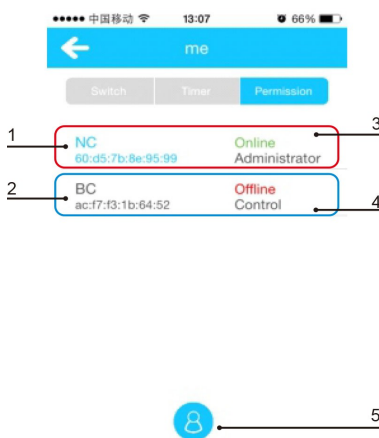 中国移动 13:07 66%
me
Switch Timer Permission
1 3
NC Online
60:d5:7b:8e:95:99 Administrator
2 BC Offline
ac:f7:f3:1b:64:52 Control 4
5